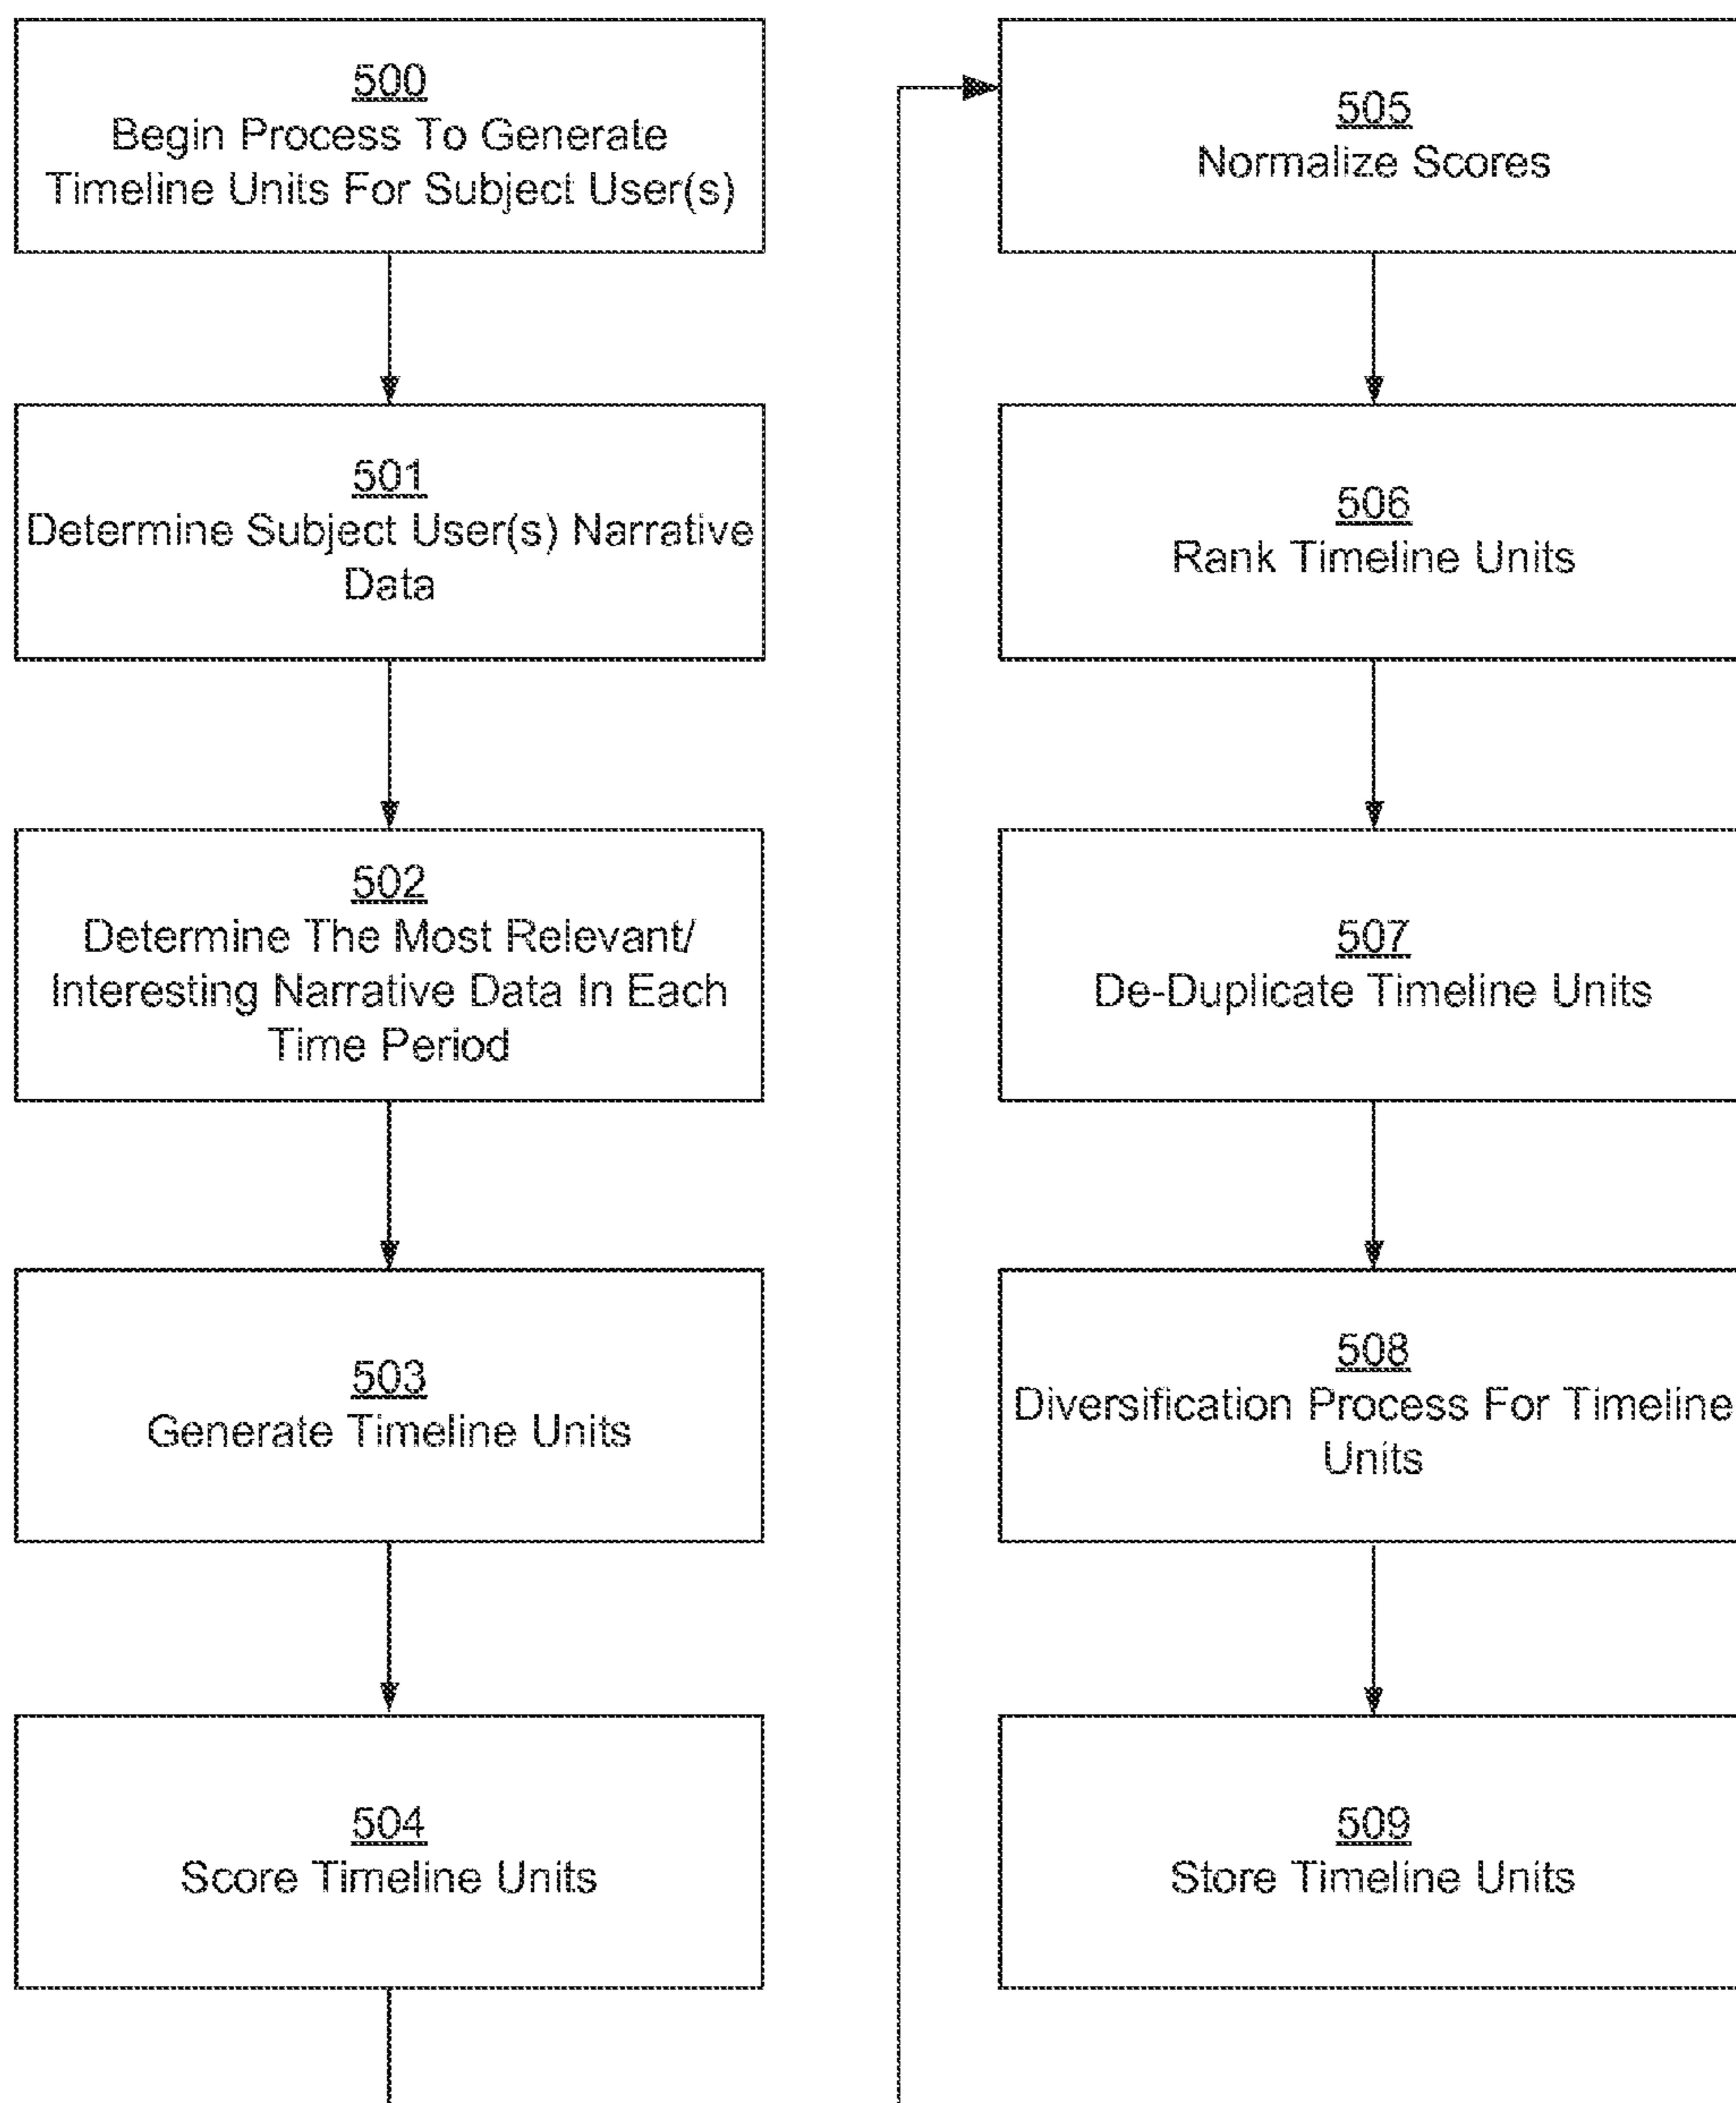 500
Begin Process To Generate
Timeline Units For Subject User(s)
501
Determine Subject User(s) Narrative
Data
502
Determine The Most Relevant/
Interesting Narrative Data In Each
Time Period
503
Generate Timeline Units
504
Score Timeline Units
505
Normalize Scores
506
Rank Timeline Units
507
De-Duplicate Timeline Units
508
Diversification Process For Timeline
Units
509
Store Timeline Units